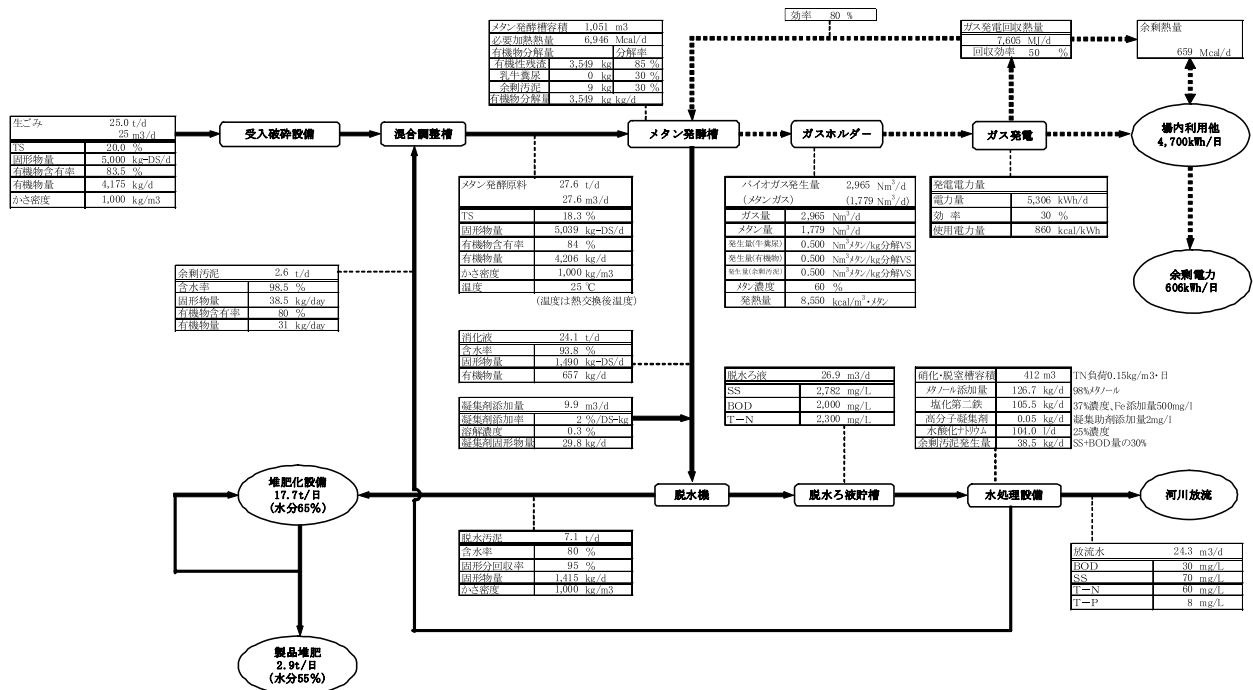 効率 80 %
メタン発酵槽容積 1,051 m3
必要加熱熱量 6,946 Mcal/d
有機物分解量 分解率
有機性残渣 3,549 kg 85 %
乳牛糞尿 0 kg 30 %
余剰汚泥 9 kg 30 %
有機物分解量 3,549 kg kg/d
ガス発電回収熱量
7,605 MJ/d
回収効率 50 %
余剰熱量
659 Mcal/d
生ごみ 25.0 t/d
25 m3/d
TS 20.0 %
固形物量 5,000 kg-DS/d
有機物含有率 83.5 %
有機物量 4,175 kg/d
かさ密度 1,000 kg/m3
受入破砕設備
混合調整槽
メタン発酵槽
ガスホルダー
ガス発電
場内利用他
4,700kWh/日
メタン発酵原料 27.6 t/d
27.6 m3/d
TS 18.3 %
固形物量 5,039 kg-DS/d
有機物含有率 84 %
有機物量 4,206 kg/d
かさ密度 1,000 kg/m3
温度 25 ℃
(温度は熱交換後温度)
バイオガス発生量 2,965 Nm3/d
(メタンガス) (1,779 Nm3/d)
ガス量 2,965 Nm3/d
メタン量 1,779 Nm3/d
発生量(牛糞尿) 0.500 Nm3メタン/kg分解VS
発生量(有機物) 0.500 Nm3メタン/kg分解VS
発生量(余剰汚泥) 0.500 Nm3メタン/kg分解VS
メタン濃度 60 %
発熱量 8,550 kcal/m3・メタン
発電電力量
電力量 5,306 kWh/d
効 率 30 %
使用電力量 860 kcal/kWh
余剰電力
606kWh/日
余剰汚泥 2.6 t/d
含水率 98.5 %
固形物量 38.5 kg/day
有機物含有率 80 %
有機物量 31 kg/day
消化液 24.1 t/d
含水率 93.8 %
固形物量 1,490 kg-DS/d
有機物量 657 kg/d
凝集剤添加量 9.9 m3/d
凝集剤添加率 2 %/DS-kg
溶解濃度 0.3 %
凝集剤固形物量 29.8 kg/d
脱水ろ液 26.9 m3/d
SS 2,782 mg/L
BOD 2,000 mg/L
T-N 2,300 mg/L
硝化・脱窒槽容積 412 m3 TN負荷0.15kg/m3・日
メタノール添加量 126.7 kg/d 98%メタノール
塩化第二鉄 105.5 kg/d 37%濃度、Fe添加量500mg/l
高分子凝集剤 0.05 kg/d 凝集助剤添加量2mg/l
水酸化ナトリウム 104.0 l/d 25%濃度
余剰汚泥発生量 38.5 kg/d SS+BOD量の30%
堆肥化設備
17.7t/日
(水分65%)
脱水機
脱水ろ液貯槽
水処理設備
河川放流
脱水汚泥 7.1 t/d
含水率 80 %
固形分回収率 95 %
固形物量 1,415 kg/d
かさ密度 1,000 kg/m3
放流水 24.3 m3/d
BOD 30 mg/L
SS 70 mg/L
T-N 60 mg/L
T-P 8 mg/L
製品堆肥
2.9t/日
(水分55%)